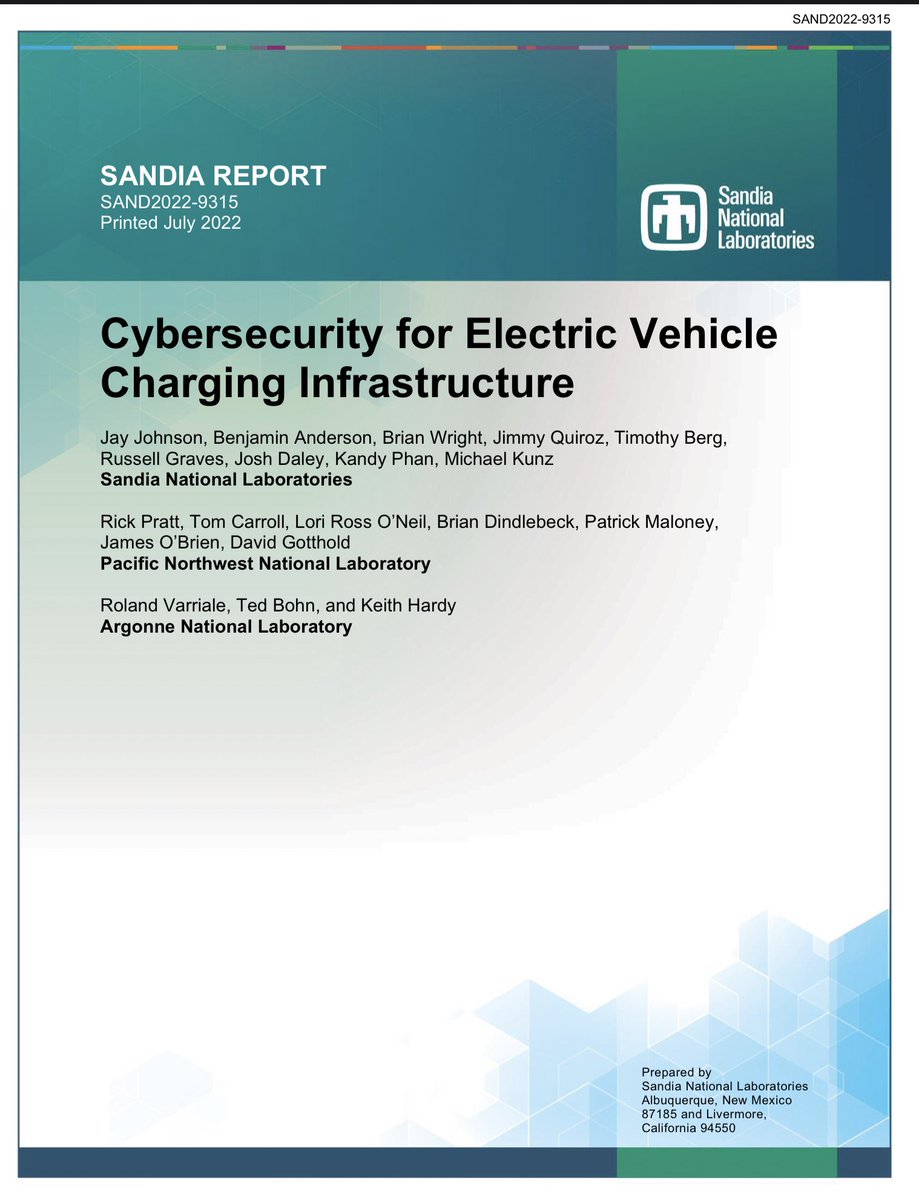 SAND2022-9315
SANDIA REPORT
SAND2022-9315
Printed July 2022
Sandia
National
Laboratories
Cybersecurity for Electric Vehicle
Charging Infrastructure
Jay Johnson, Benjamin Anderson, Brian Wright, Jimmy Quiroz, Timothy Berg,
Russell Graves, Josh Daley, Kandy Phan, Michael Kunz
Sandia National Laboratories
Rick Pratt, Tom Carroll, Lori Ross O’Neil, Brian Dindlebeck, Patrick Maloney,
James O’Brien, David Gotthold
Pacific Northwest National Laboratory
Roland Varriale, Ted Bohn, and Keith Hardy
Argonne National Laboratory
Prepared by
Sandia National Laboratories
Albuquerque, New Mexico
87185 and Livermore,
California 94550